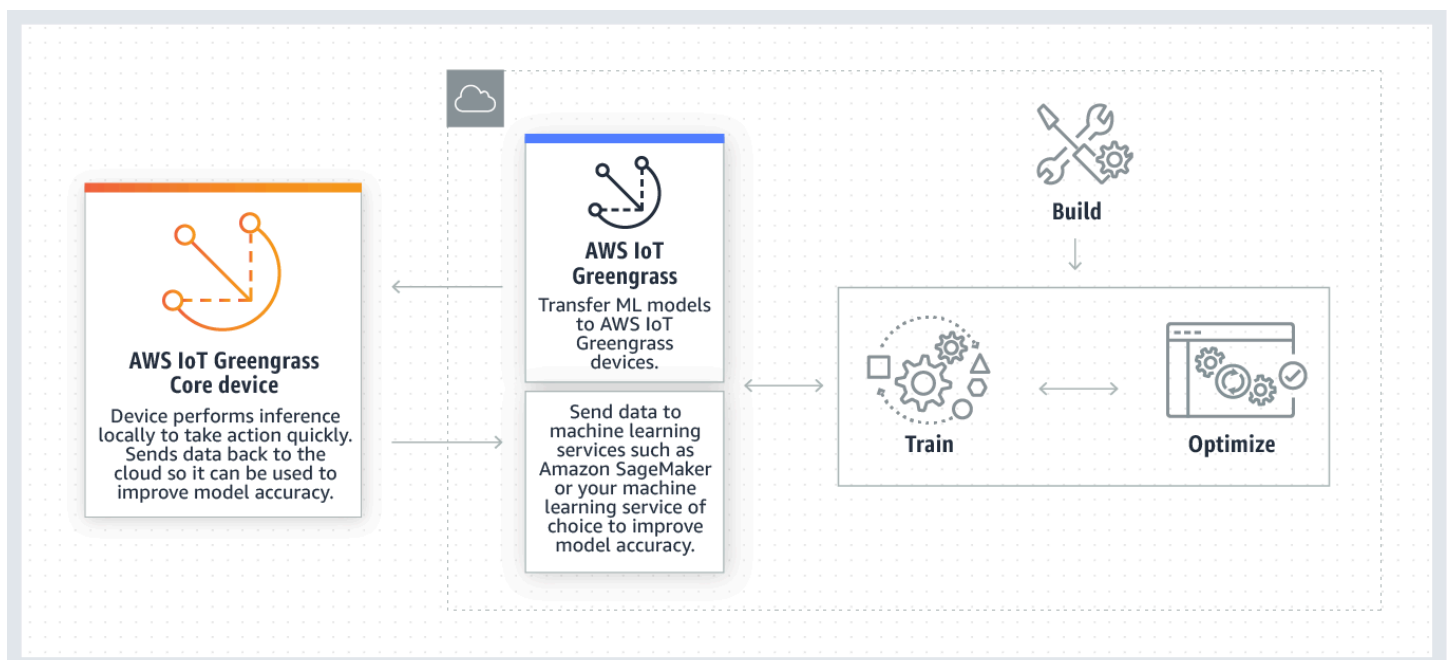 AWS IoT Greengrass
Core device
Device performs inference
locally to take action quickly.
Sends data back to the
cloud so it can be used to
improve model accuracy.
AWS IoT
Greengrass
Transfer ML models
to AWS IoT
Greengrass
devices.
Send data to
machine learning
services such as
Amazon SageMaker
or your machine
learning service of
choice to improve
model accuracy.
Build
Train
Optimize